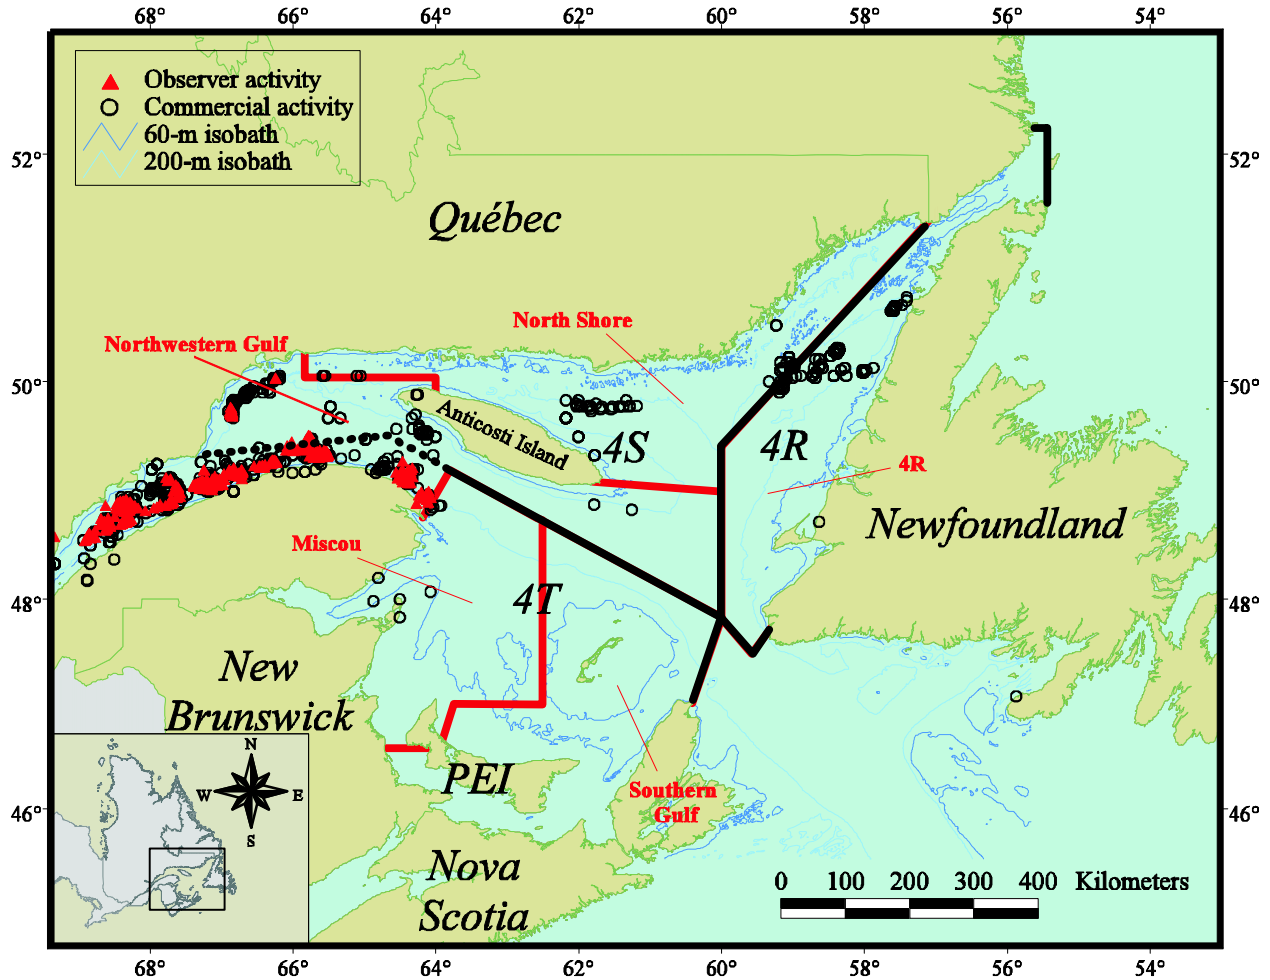 68° 66° 64° 62° 60° 58° 56° 54°
Observer activity
Commercial activity
60-m isobath
200-m isobath
52° 52°
Québec
North Shore
Northwestern Gulf
50° 50°
Anticosti Island
4S
4R
4R
Newfoundland
Miscou
4T
48° 48°
New
Brunswick
PEI
Southern
Gulf
46° 46°
N
W E
S
Nova
Scotia
0 100 200 300 400 Kilometers
68° 66° 64° 62° 60° 58° 56° 54°